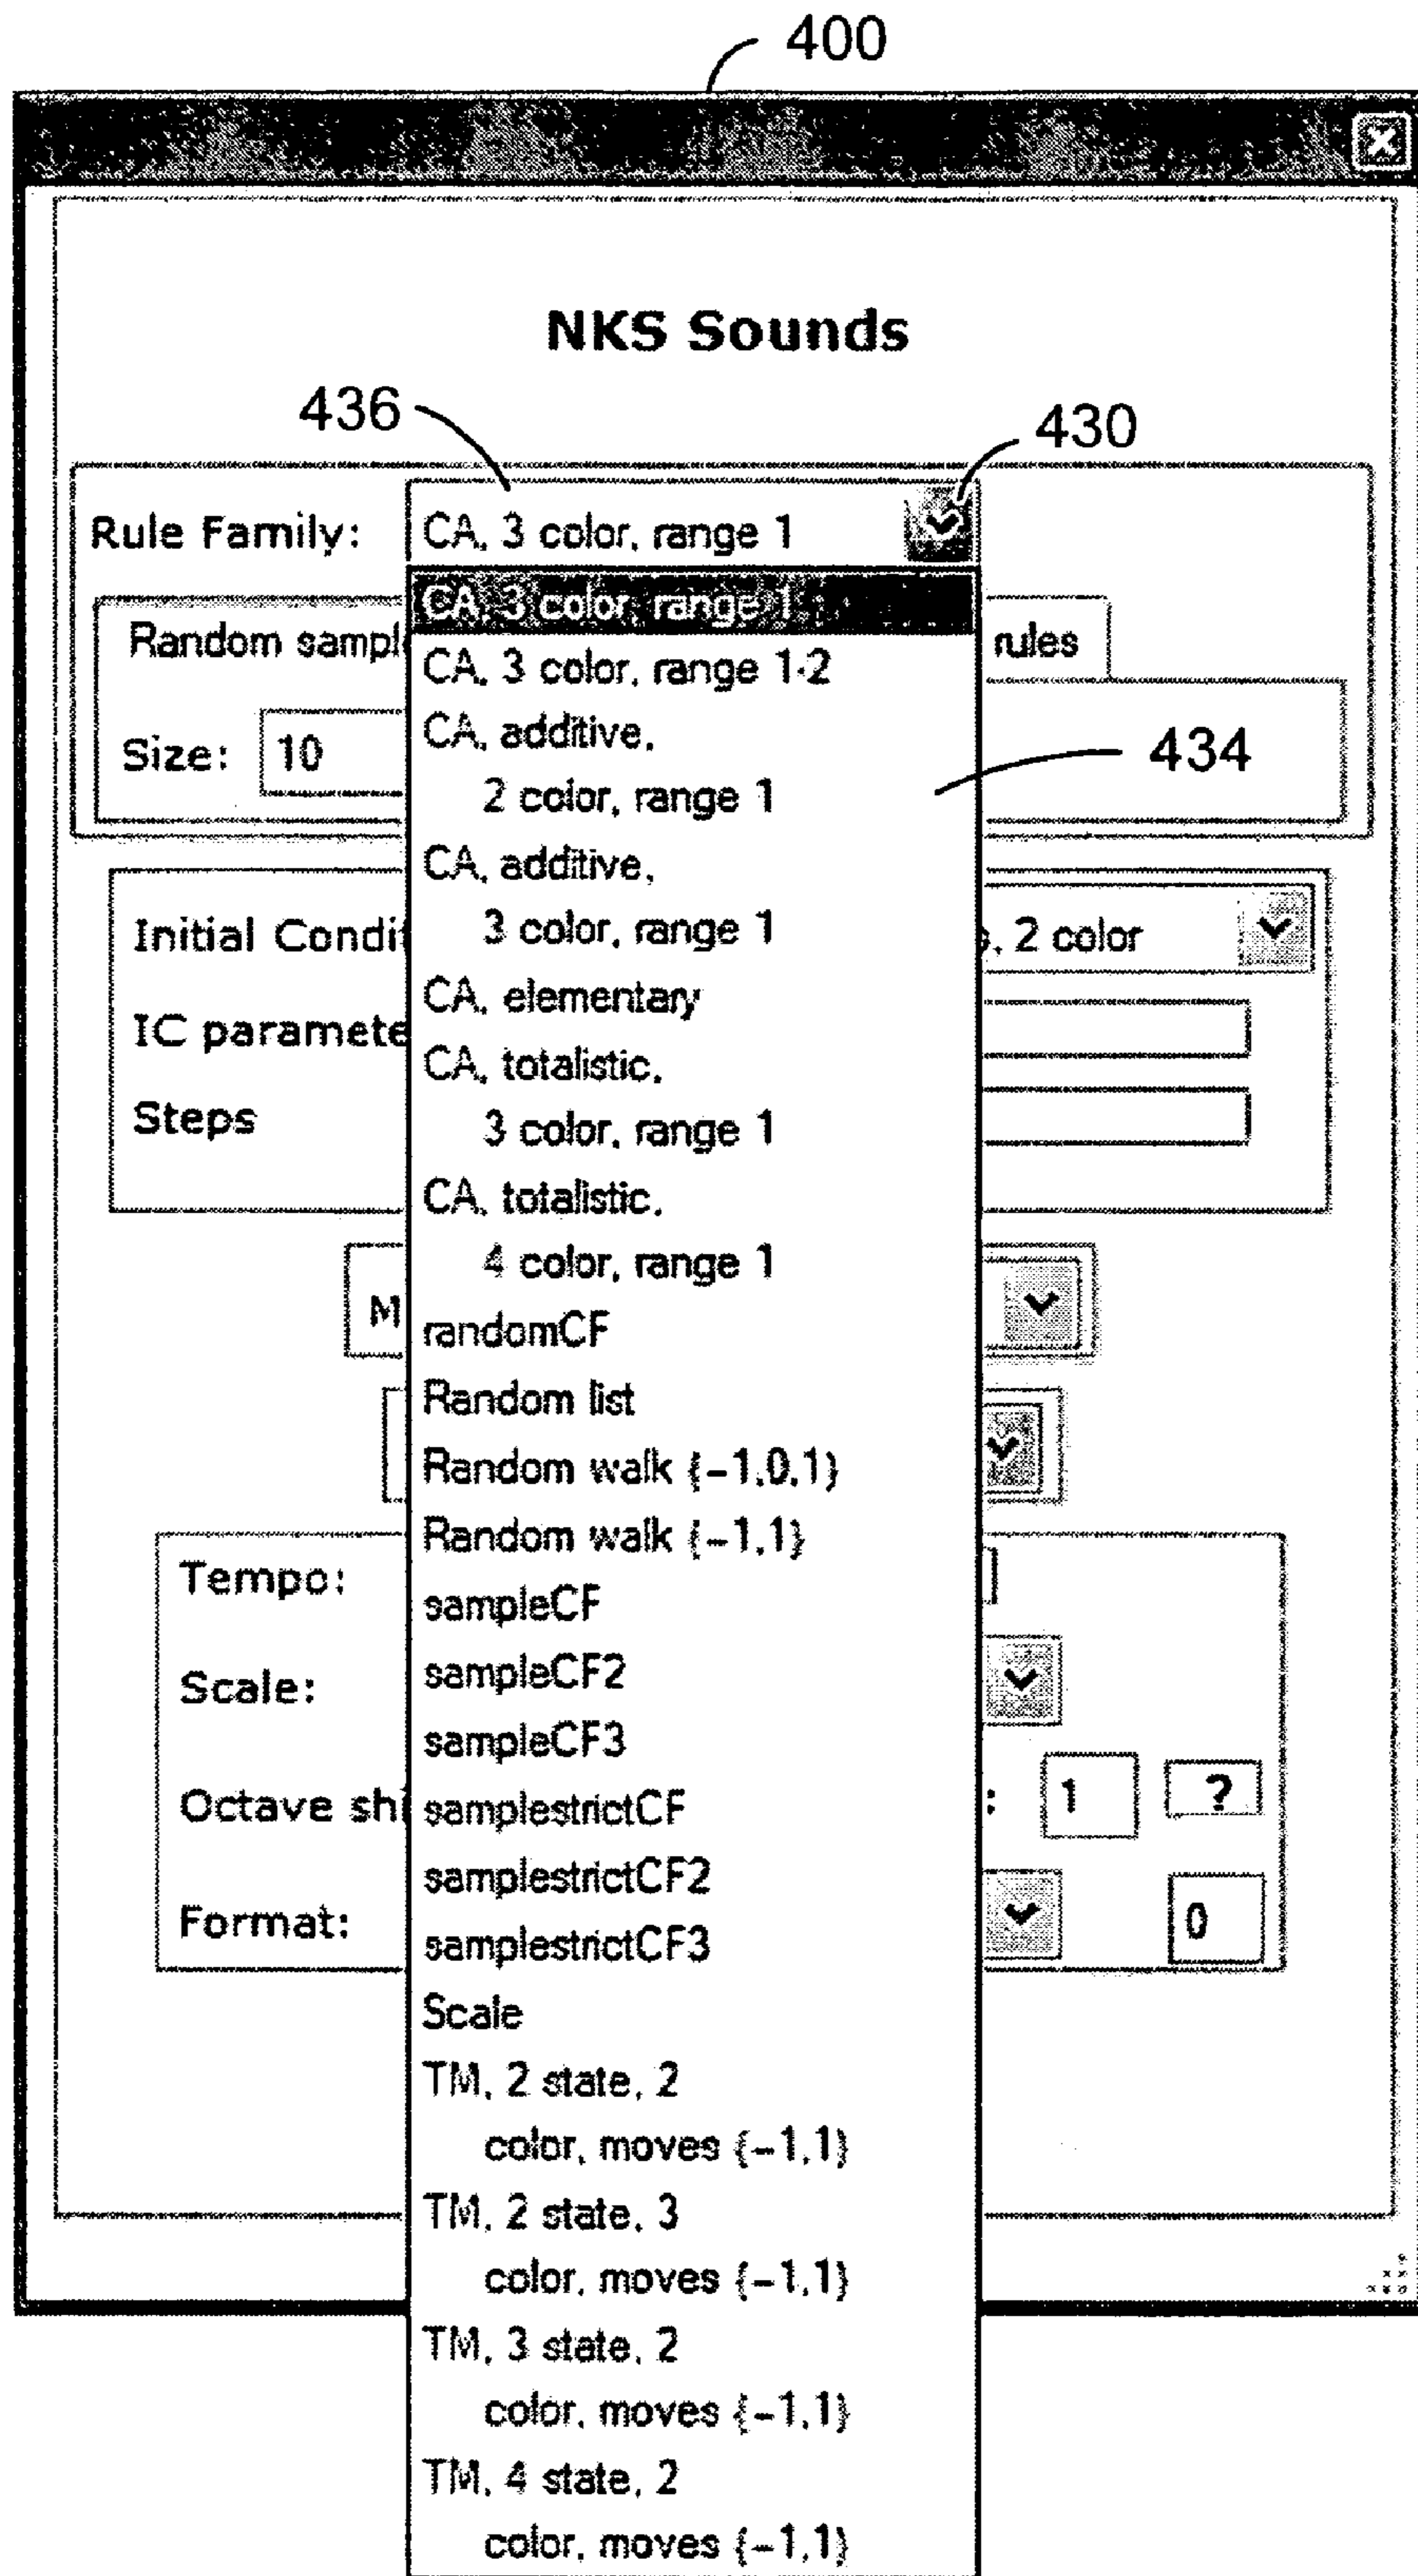 400
NKS Sounds
436
430
Rule Family:
CA, 3 color, range 1
CA, 3 color, range 1
Random sampl
rules
CA, 3 color, range 1-2
CA, additive,
Size: 10
434
2 color, range 1
CA, additive,
3 color, range 1
Initial Condi
, 2 color
CA, elementary
IC paramete
CA, totalistic,
Steps
3 color, range 1
CA, totalistic,
4 color, range 1
M
randomCF
Random list
Random walk {-1,0,1}
Random walk {-1,1}
Tempo:
sampleCF
sampleCF2
Scale:
sampleCF3
Octave shi
samplestrictCF
: 1 ?
samplestrictCF2
Format:
samplestrictCF3
0
Scale
TM, 2 state, 2
color, moves {-1,1}
TM, 2 state, 3
color, moves {-1,1}
TM, 3 state, 2
color, moves {-1,1}
TM, 4 state, 2
color, moves {-1,1}